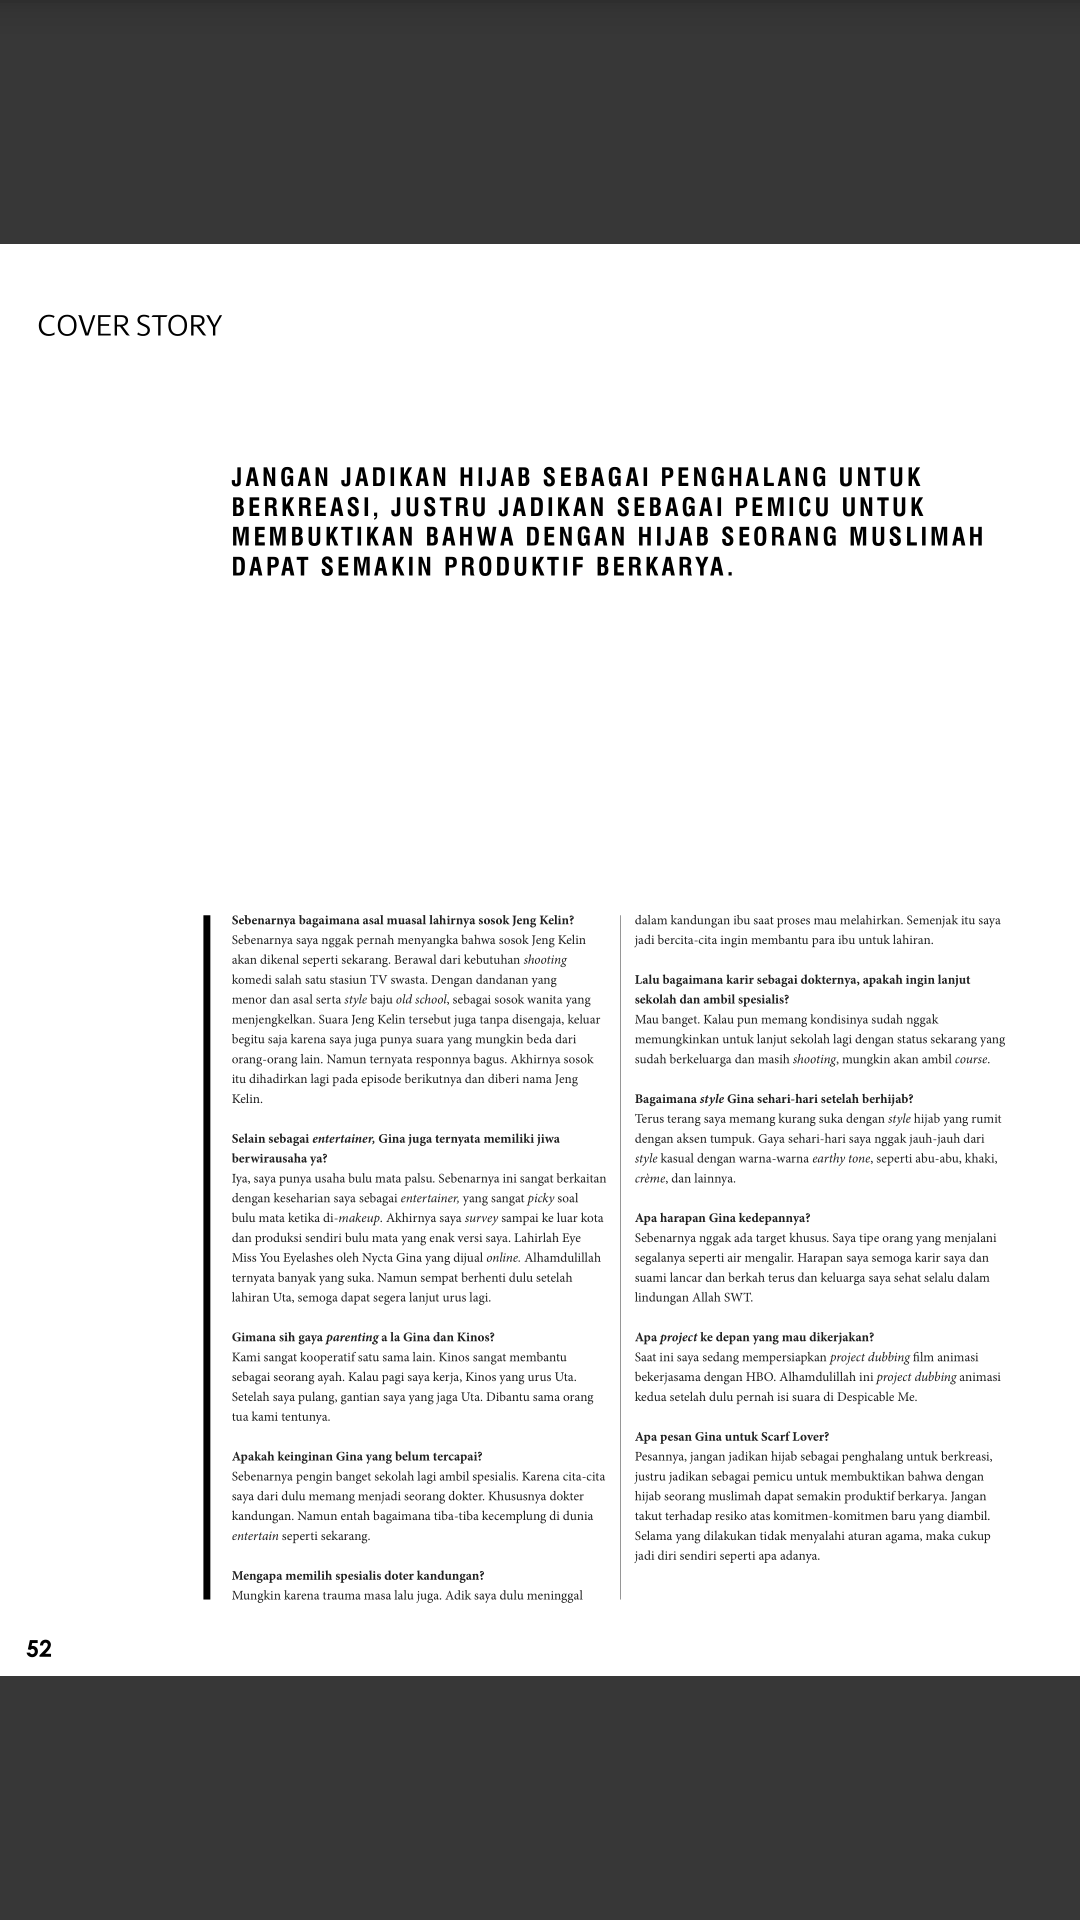 COVER STORY
JANGAN JADIKAN HIJAB SEBAGAI PENGHALANG UNTUK
BERKREASI, JUSTRU JADIKAN SEBAGAI PEMICU UNTUK
MEMBUKTIKAN BAHWA DENGAN HIJAB SEORANG MUSLIMAH
DAPAT SEMAKIN PRODUKTIF BERKARYA.
Sebenarnya bagaimana asal muasal lahirnya sosok Jeng Kelin?
Sebenarnya saya nggak pernah menyangka bahwa sosok Jeng Kelin
akan dikenal seperti sekarang. Berawal dari kebutuhan shooting
komedi salah satu stasiun TV swasta. Dengan dandanan yang
menor dan asal serta style baju old school, sebagai sosok wanita yang
menjengkelkan. Suara Jeng Kelin tersebut juga tanpa disengaja, keluar
begitu saja karena saya juga punya suara yang mungkin beda dari
orang-orang lain. Namun ternyata responnya bagus. Akhirnya sosok
itu dihadirkan lagi pada episode berikutnya dan diberi nama Jeng
Kelin.
Selain sebagai entertainer, Gina juga ternyata memiliki jiwa
berwirausaha ya?
Iya, saya punya usaha bulu mata palsu. Sebenarnya ini sangat berkaitan
dengan keseharian saya sebagai entertainer, yang sangat picky soal
bulu mata ketika di-makeup. Akhirnya saya survey sampai ke luar kota
dan produksi sendiri bulu mata yang enak versi saya. Lahirlah Eye
Miss You Eyelashes oleh Nycta Gina yang dijual online. Alhamdulillah
ternyata banyak yang suka. Namun sempat berhenti dulu setelah
lahiran Uta, semoga dapat segera lanjut urus lagi.
Gimana sih gaya parenting a la Gina dan Kinos?
Kami sangat kooperatif satu sama lain. Kinos sangat membantu
sebagai seorang ayah. Kalau pagi saya kerja, Kinos yang urus Uta.
Setelah saya pulang, gantian saya yang jaga Uta. Dibantu sama orang
tua kami tentunya.
Apakah keinginan Gina yang belum tercapai?
Sebenarnya pengin banget sekolah lagi ambil spesialis. Karena cita-cita
saya dari dulu memang menjadi seorang dokter. Khususnya dokter
kandungan. Namun entah bagaimana tiba-tiba kecemplung di dunia
entertain seperti sekarang.
Mengapa memilih spesialis doter kandungan?
Mungkin karena trauma masa lalu juga. Adik saya dulu meninggal
dalam kandungan ibu saat proses mau melahirkan. Semenjak itu saya
jadi bercita-cita ingin membantu para ibu untuk lahiran.
Lalu bagaimana karir sebagai dokternya, apakah ingin lanjut
sekolah dan ambil spesialis?
Mau banget. Kalau pun memang kondisinya sudah nggak
memungkinkan untuk lanjut sekolah lagi dengan status sekarang yang
sudah berkeluarga dan masih shooting, mungkin akan ambil course.
Bagaimana style Gina sehari-hari setelah berhijab?
Terus terang saya memang kurang suka dengan style hijab yang rumit
dengan aksen tumpuk. Gaya sehari-hari saya nggak jauh-jauh dari
style kasual dengan warna-warna earthy tone, seperti abu-abu, khaki,
crème, dan lainnya.
Apa harapan Gina kedepannya?
Sebenarnya nggak ada target khusus. Saya tipe orang yang menjalani
segalanya seperti air mengalir. Harapan saya semoga karir saya dan
suami lancar dan berkah terus dan keluarga saya sehat selalu dalam
lindungan Allah SWT.
Apa project ke depan yang mau dikerjakan?
Saat ini saya sedang mempersiapkan project dubbing film animasi
bekerjasama dengan HBO. Alhamdulillah ini project dubbing animasi
kedua setelah dulu pernah isi suara di Despicable Me.
Apa pesan Gina untuk Scarf Lover?
Pesannya, jangan jadikan hijab sebagai penghalang untuk berkreasi,
justru jadikan sebagai pemicu untuk membuktikan bahwa dengan
hijab seorang muslimah dapat semakin produktif berkarya. Jangan
takut terhadap resiko atas komitmen-komitmen baru yang diambil.
Selama yang dilakukan tidak menyalahi aturan agama, maka cukup
jadi diri sendiri seperti apa adanya.
52